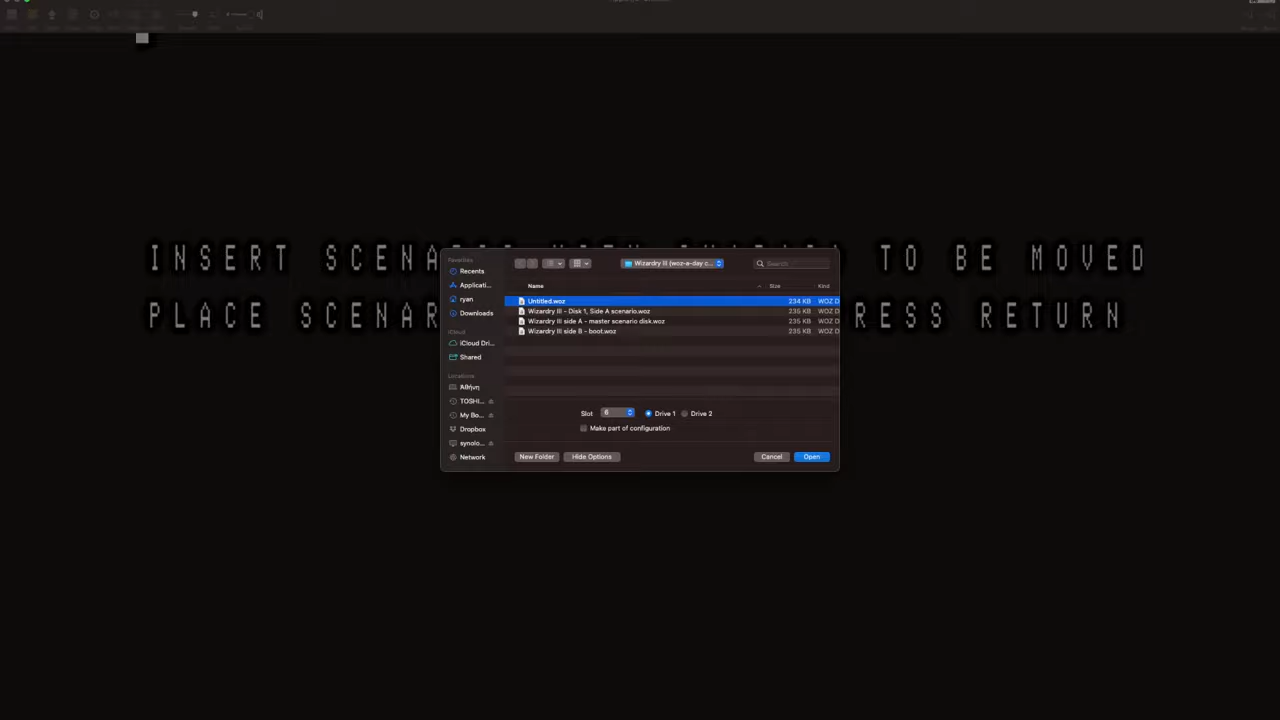 INSERT SCENA
TO BE MOVED
PLACE SCENAR
RESS RETURN
Favorites
Recents
Applicati...
ryan
Downloads
iCloud
iCloud Dri...
Shared
Locations
Αθήνη
TOSHI...
My Bo...
Dropbox
synolo...
Network
Wizardry III (woz-a-day c...
Search
Name Size Kind
Untitled.woz 234 KB WOZ D
Wizardry III - Disk 1, Side A scenario.woz 235 KB WOZ D
Wizardry III side A - master scenario disk.woz 235 KB WOZ D
Wizardry III side B - boot.woz 235 KB WOZ D
Slot 6 Drive 1 Drive 2
Make part of configuration
New Folder Hide Options Cancel Open